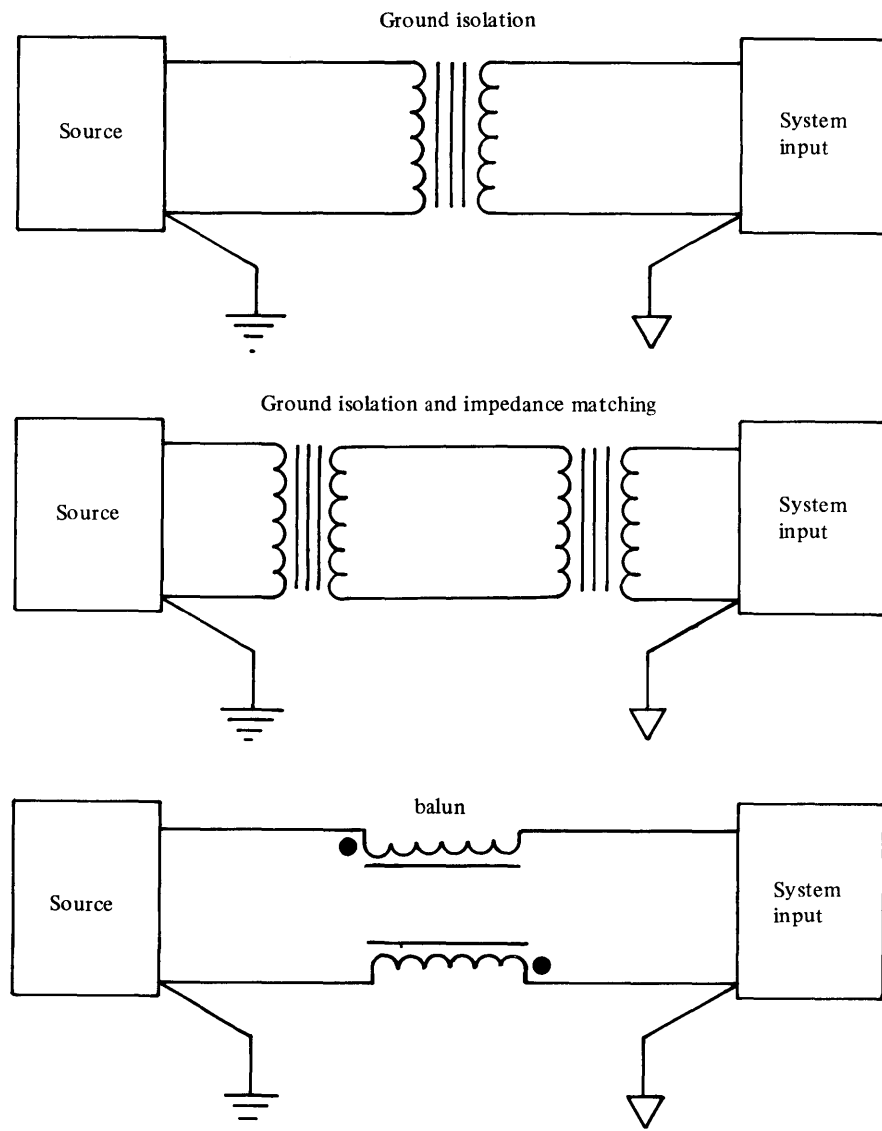 Ground isolation
Source
System
input
Ground isolation and impedance matching
Source
System
input
balun
Source
System
input